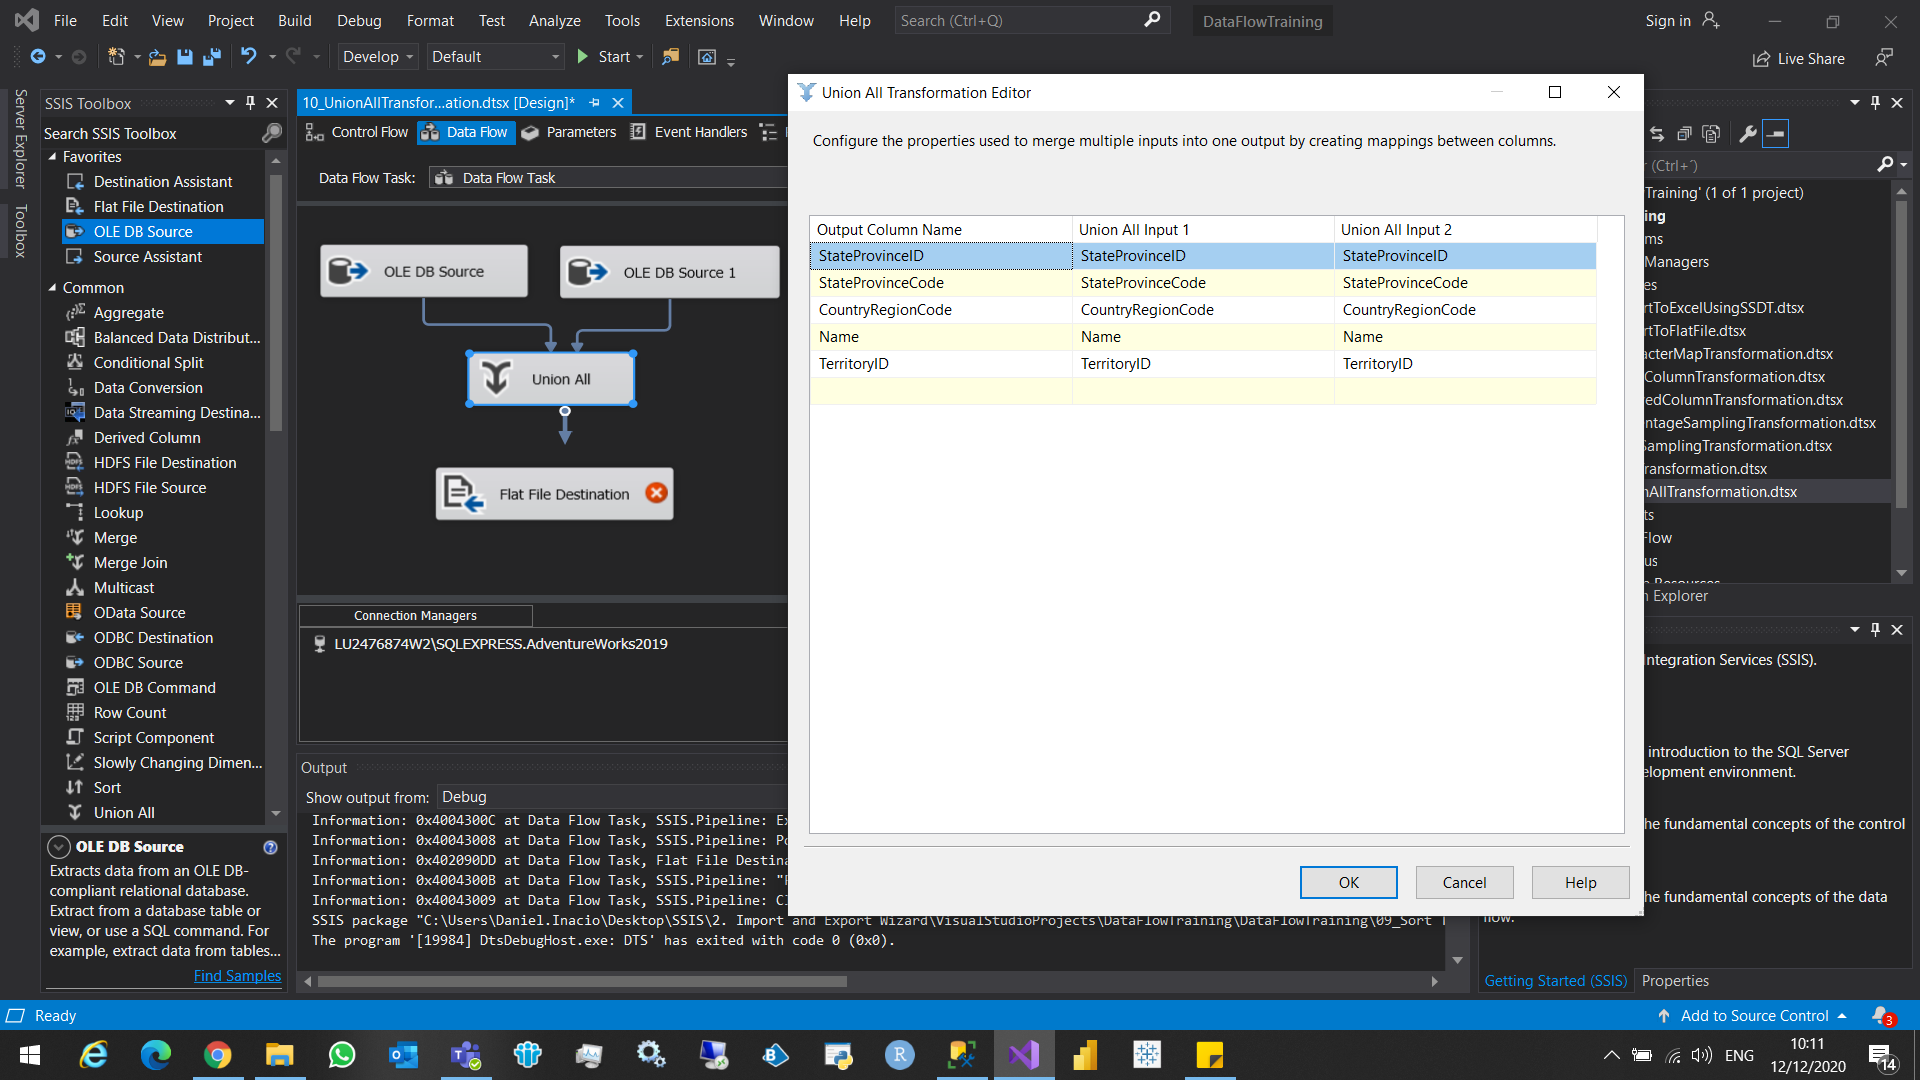 File Edit View Project Build Debug Format Test Analyze Tools Extensions Window Help Search (Ctrl+Q) DataFlowTraining Sign in
Develop Default Start Live Share
Server Explorer
Toolbox
SSIS Toolbox
Search SSIS Toolbox
Favorites
Destination Assistant
Flat File Destination
OLE DB Source
Source Assistant
Common
Aggregate
Balanced Data Distribut...
Conditional Split
Data Conversion
Data Streaming Destina...
Derived Column
HDFS File Destination
HDFS File Source
Lookup
Merge
Merge Join
Multicast
OData Source
ODBC Destination
ODBC Source
OLE DB Command
Row Count
Script Component
Slowly Changing Dimen...
Sort
Union All
OLE DB Source
Extracts data from an OLE DB-
compliant relational database.
Extract from a database table or
view, or use a SQL command. For
example, extract data from tables...
Find Samples
10_UnionAllTransfor...ation.dtsx [Design]*
Control Flow Data Flow Parameters Event Handlers
Data Flow Task: Data Flow Task
OLE DB Source
OLE DB Source 1
Union All
Flat File Destination
Connection Managers
LU2476874W2\SQLEXPRESS.AdventureWorks2019
Output
Show output from: Debug
Information: 0x4004300C at Data Flow Task, SSIS.Pipeline: Ex
Information: 0x40043008 at Data Flow Task, SSIS.Pipeline: Po
Information: 0x402090DD at Data Flow Task, Flat File Destina
Information: 0x4004300B at Data Flow Task, SSIS.Pipeline: "F
Information: 0x40043009 at Data Flow Task, SSIS.Pipeline: Cl
SSIS package "C:\Users\Daniel.Inacio\Desktop\SSIS\2. Import and Export Wizard\VisualStudioProjects\DataFlowTraining\DataFlowTraining\09_Sort T
The program '[19984] DtsDebugHost.exe: DTS' has exited with code 0 (0x0).
Union All Transformation Editor
Configure the properties used to merge multiple inputs into one output by creating mappings between columns.
Output Column Name Union All Input 1 Union All Input 2
StateProvinceID StateProvinceID StateProvinceID
StateProvinceCode StateProvinceCode StateProvinceCode
CountryRegionCode CountryRegionCode CountryRegionCode
Name Name Name
TerritoryID TerritoryID TerritoryID
OK Cancel Help
(Ctrl+´)
Training' (1 of 1 project)
ing
ms
Managers
es
rtToExcelUsingSSDT.dtsx
rtToFlatFile.dtsx
acterMapTransformation.dtsx
ColumnTransformation.dtsx
edColumnTransformation.dtsx
ntageSamplingTransformation.dtsx
SamplingTransformation.dtsx
ransformation.dtsx
nAllTransformation.dtsx
ts
Flow
us
n Explorer
ntegration Services (SSIS).
introduction to the SQL Server
elopment environment.
he fundamental concepts of the control
he fundamental concepts of the data
flow.
Getting Started (SSIS) Properties
Ready Add to Source Control 3
ENG 10:11
12/12/2020
14